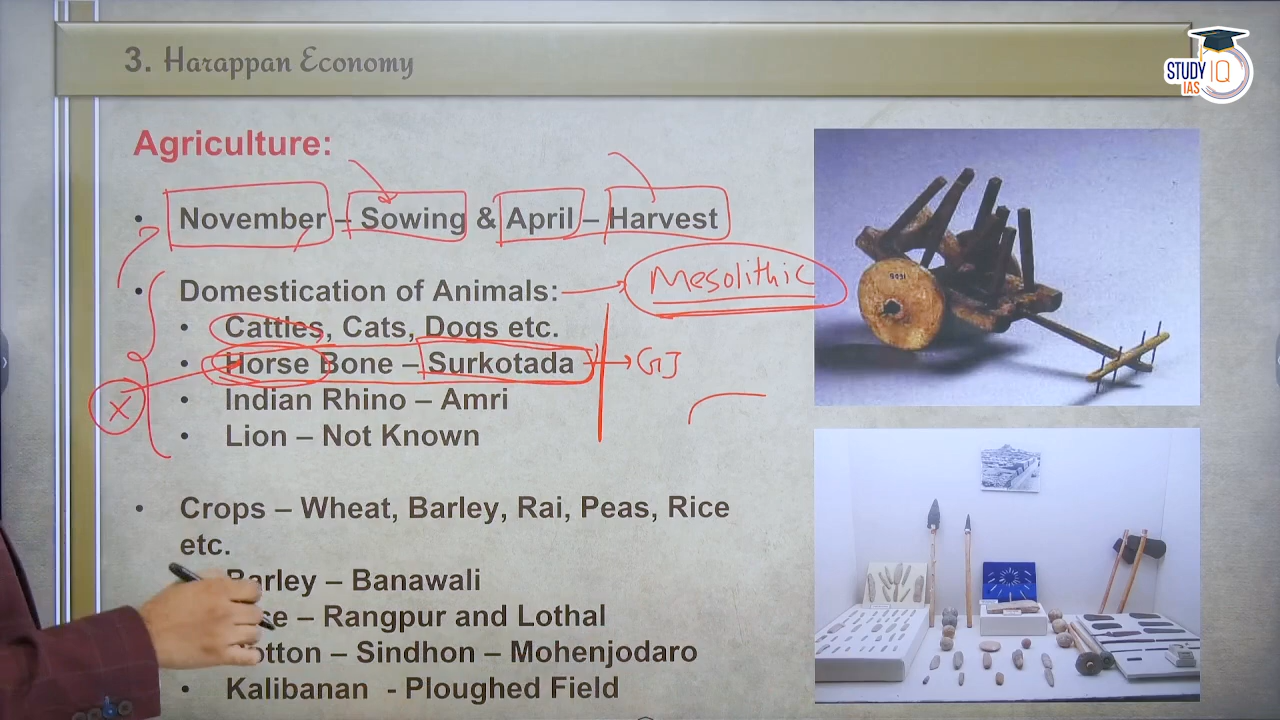 3. Harappan Economy
STUDY IQ
IAS
Agriculture:
• November – Sowing & April – Harvest
• Domestication of Animals: Mesolithic
• Cattles, Cats, Dogs etc.
X • Horse Bone – Surkotada → GJ
• Indian Rhino – Amri
• Lion – Not Known
• Crops – Wheat, Barley, Rai, Peas, Rice
etc.
Barley – Banawali
– Rangpur and Lothal
– Sindhon – Mohenjodaro
• Kalibanan - Ploughed Field